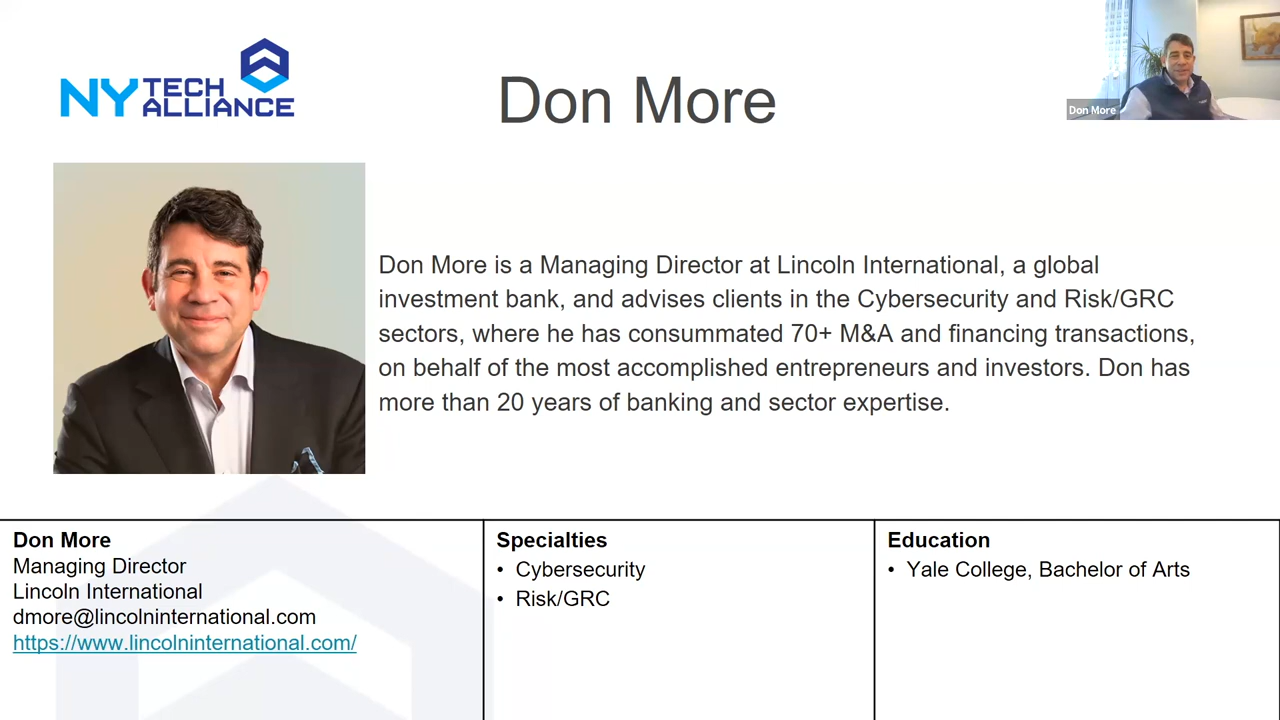 NY TECH
ALLIANCE
Don More
Don More
Don More is a Managing Director at Lincoln International, a global
investment bank, and advises clients in the Cybersecurity and Risk/GRC
sectors, where he has consummated 70+ M&A and financing transactions,
on behalf of the most accomplished entrepreneurs and investors. Don has
more than 20 years of banking and sector expertise.
Don More
Managing Director
Lincoln International
dmore@lincolninternational.com
https://www.lincolninternational.com/
Specialties
• Cybersecurity
• Risk/GRC
Education
• Yale College, Bachelor of Arts